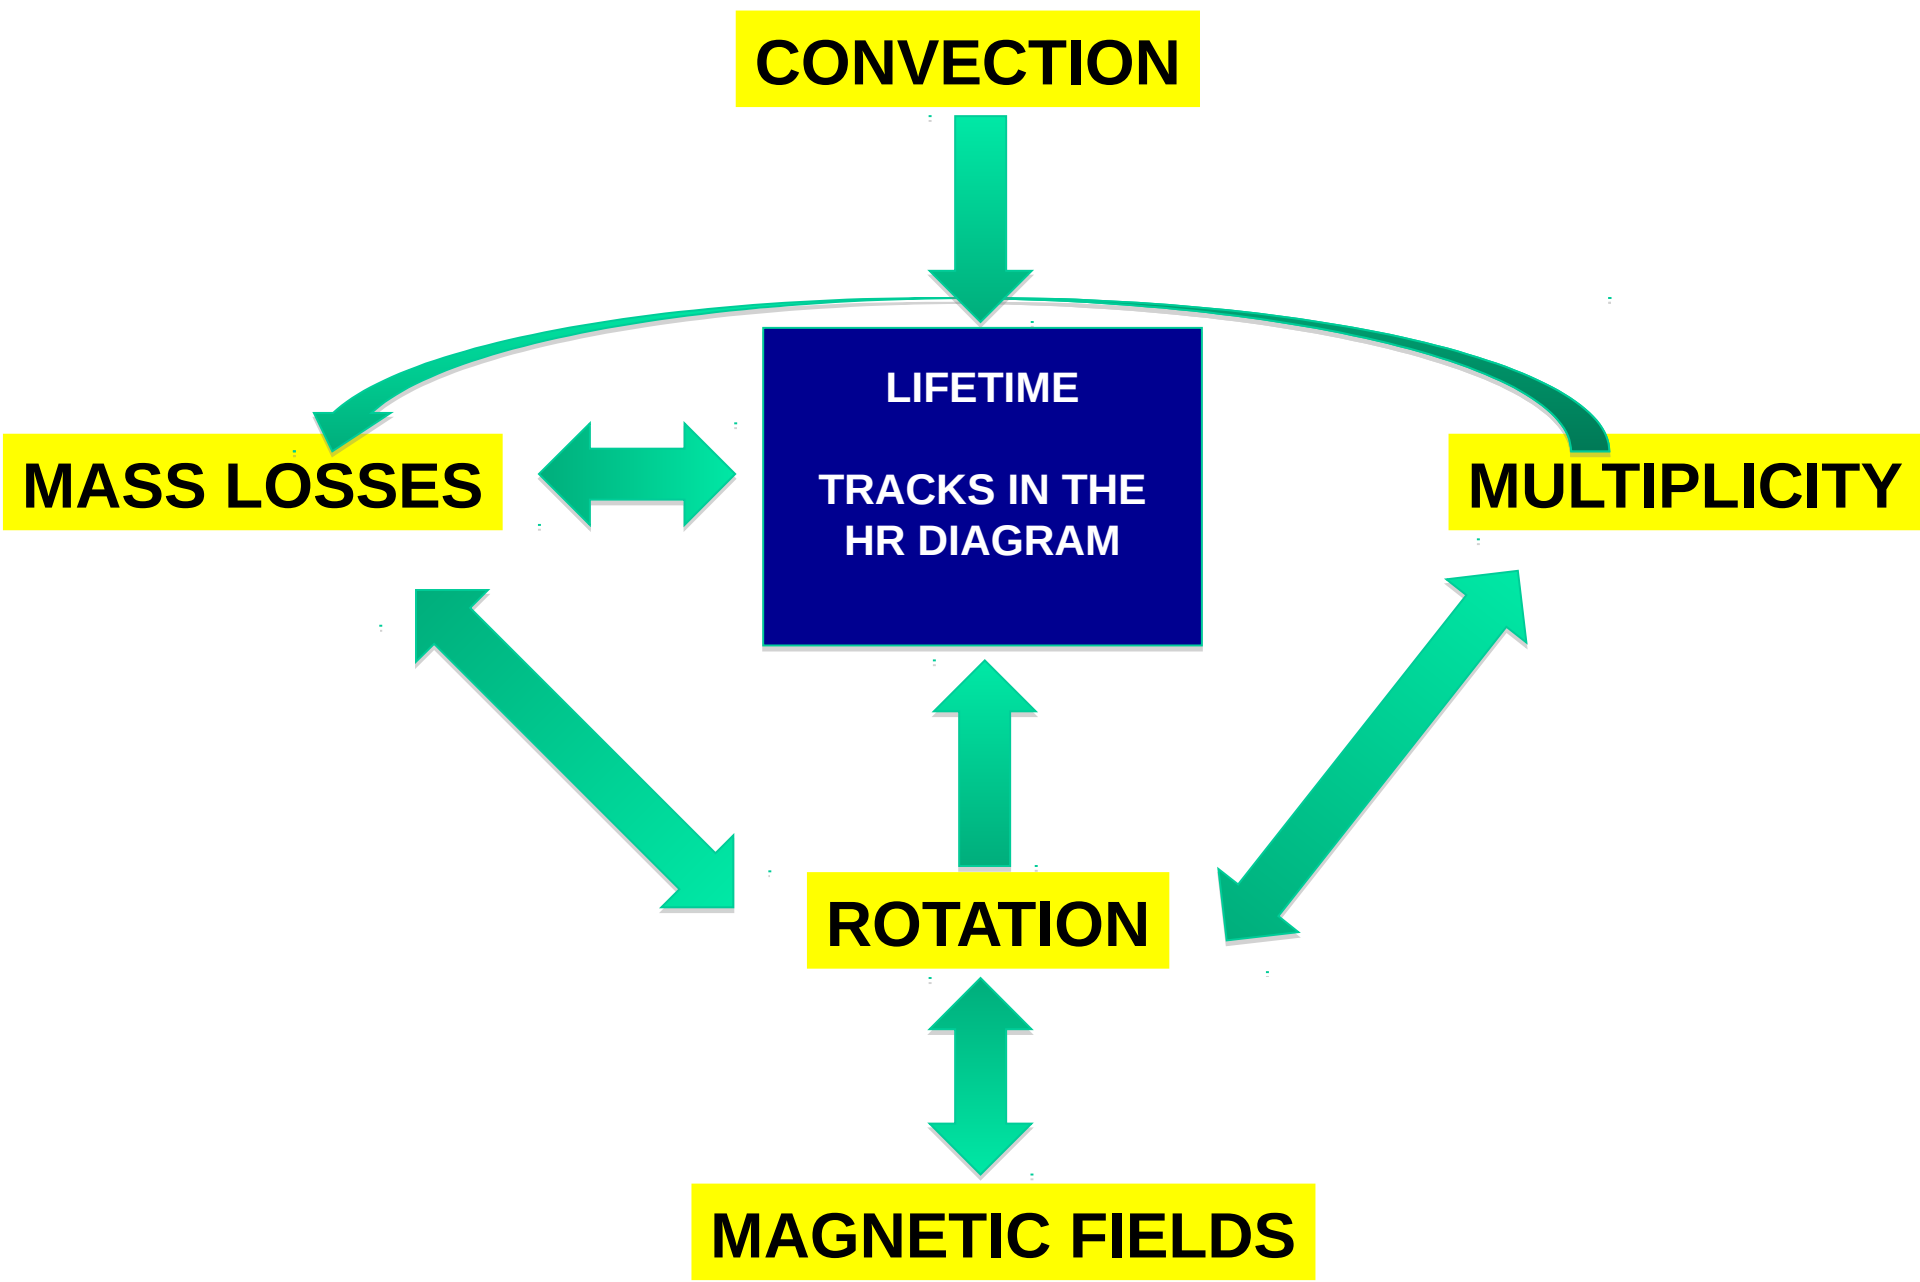 CONVECTION
LIFETIME
TRACKS IN THE
HR DIAGRAM
MASS LOSSES
MULTIPLICITY
ROTATION
MAGNETIC FIELDS